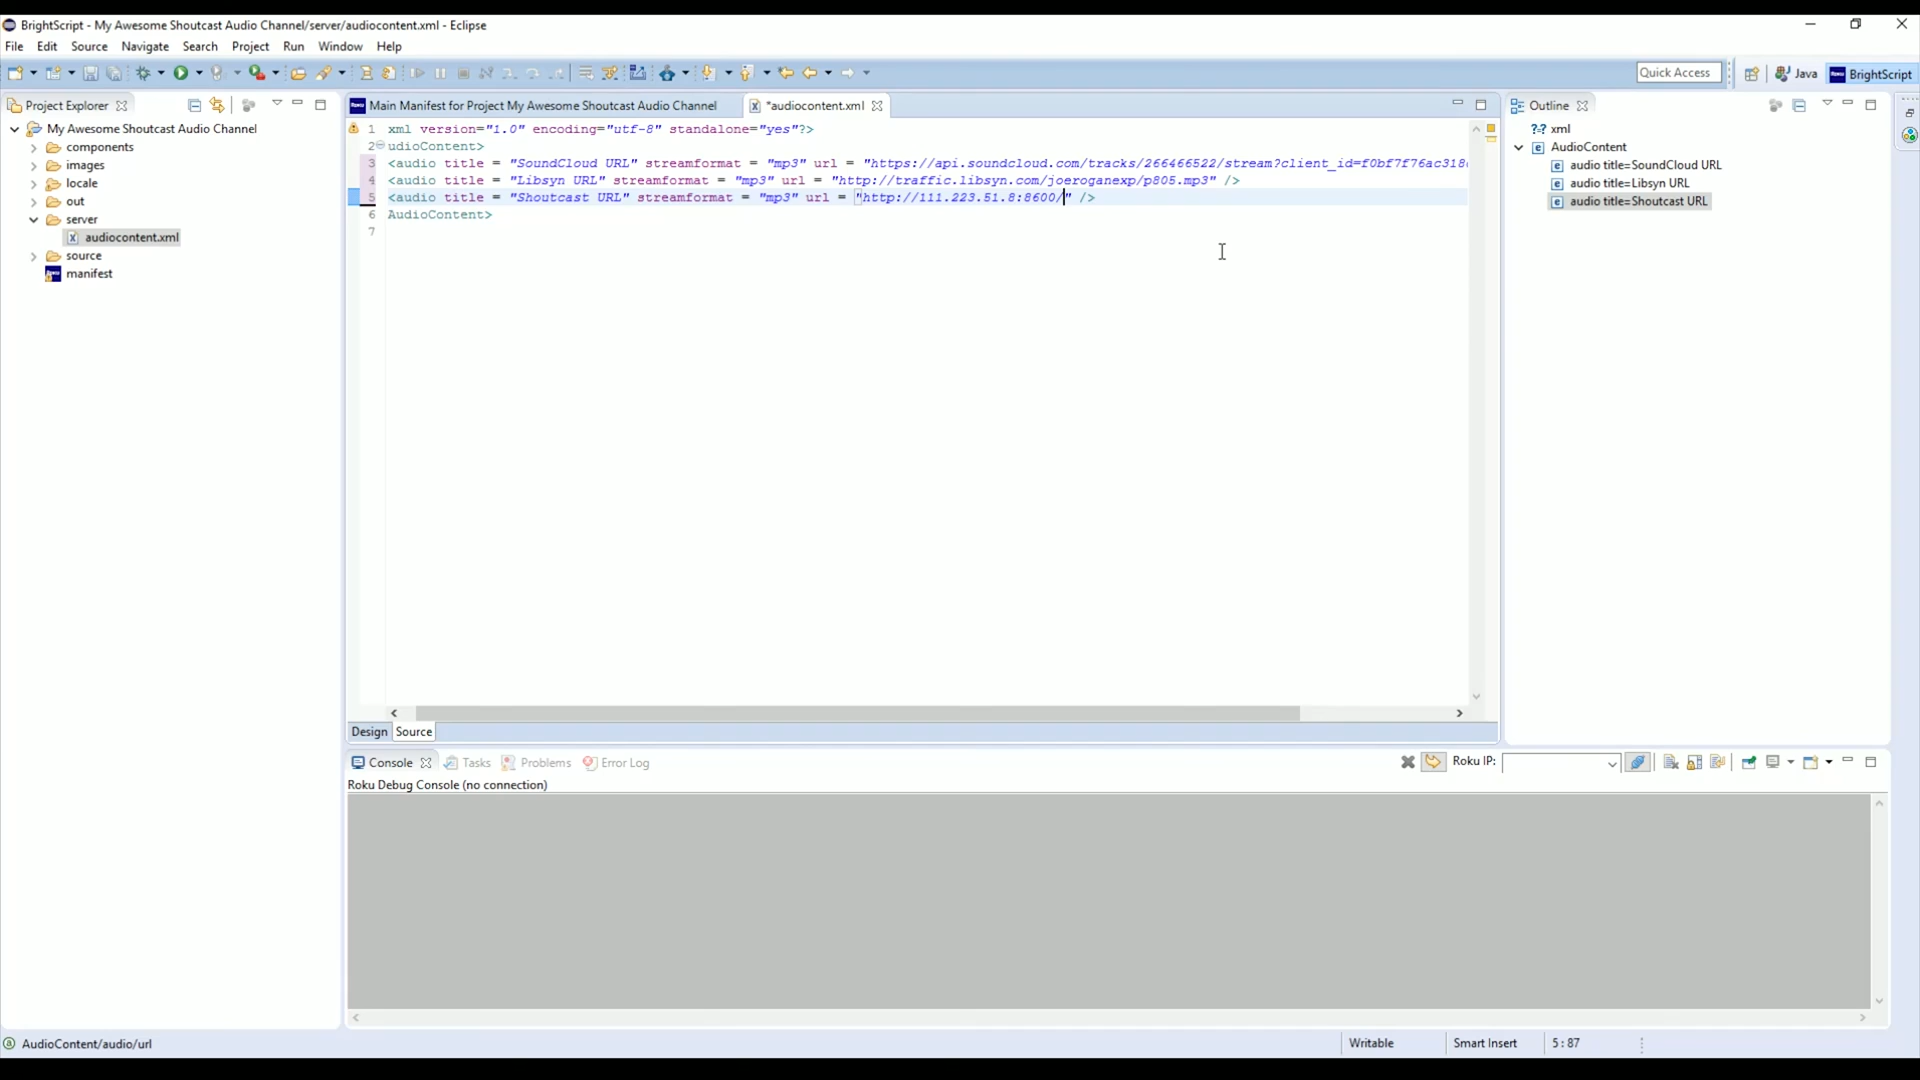 BrightScript - My Awesome Shoutcast Audio Channel/server/audiocontent.xml - Eclipse
File Edit Source Navigate Search Project Run Window Help
Quick Access Java BrightScript
Project Explorer
My Awesome Shoutcast Audio Channel
components
images
locale
out
server
audiocontent.xml
source
manifest
Main Manifest for Project My Awesome Shoutcast Audio Channel *audiocontent.xml
1 xml version="1.0" encoding="utf-8" standalone="yes"?>
2 udioContent>
3 <audio title = "SoundCloud URL" streamformat = "mp3" url = "https://api.soundcloud.com/tracks/266466522/stream?client_id=f0bf7f76ac318
4 <audio title = "Libsyn URL" streamformat = "mp3" url = "http://traffic.libsyn.com/joeroganexp/p805.mp3" />
5 <audio title = "Shoutcast URL" streamformat = "mp3" url = "http://111.223.51.8:8600/" />
6 AudioContent>
7
Design Source
Outline
xml
AudioContent
audio title=SoundCloud URL
audio title=Libsyn URL
audio title=Shoutcast URL
Console Tasks Problems Error Log Roku IP:
Roku Debug Console (no connection)
AudioContent/audio/url Writable Smart Insert 5 : 87